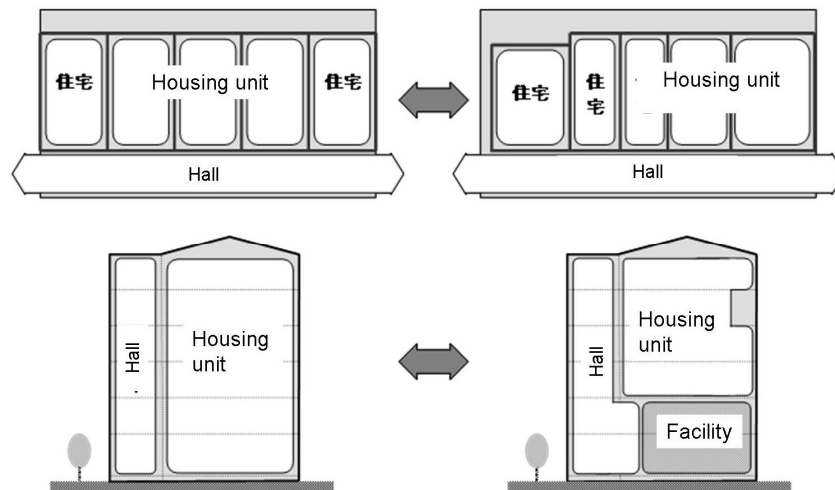 住宅
Housing unit
住宅
Hall
住宅
住
宅
Housing unit
Hall
Hall
Housing
unit
Hall
Housing
unit
Facility